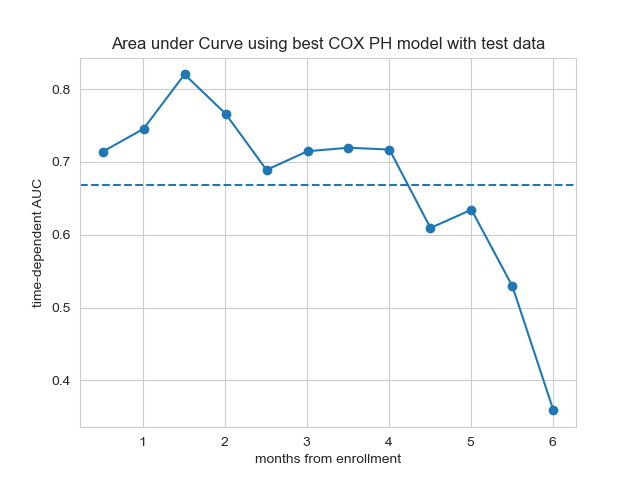 Area under Curve using best COX PH model with test data
time-dependent AUC
0.8
0.7
0.6
0.5
0.4
1 2 3 4 5 6
months from enrollment